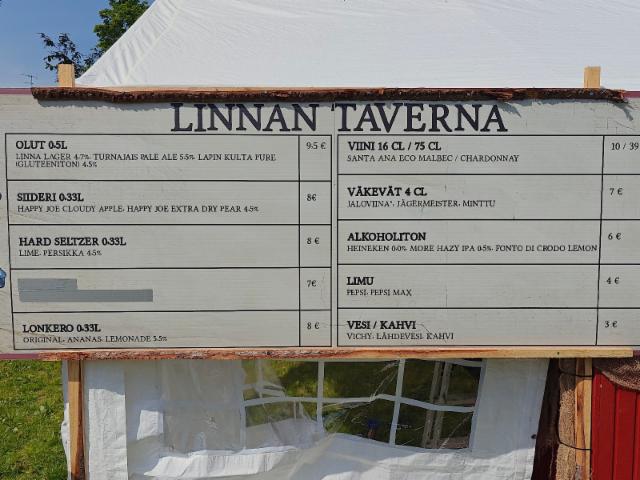 LINNAN TAVERNA
OLUT 0.5L 9.5 €
LINNA LAGER 4.7%, TURNAJAIS PALE ALE 5.5%, LAPIN KULTA PURE
(GLUTEENITON) 4.5%
SIIDERI 0.33L 8€
HAPPY JOE CLOUDY APPLE, HAPPY JOE EXTRA DRY PEAR 4.5%
HARD SELTZER 0.33L 8 €
LIME, PERSIKKA 4.5%
7€
LONKERO 0.33L 8 €
ORIGINAL, ANANAS, LEMONADE 5.5%
VIINI 16 CL / 75 CL 10 / 39
SANTA ANA ECO MALBEC / CHARDONNAY
VÄKEVÄT 4 CL 7 €
JALOVIINA*, JÄGERMEISTER, MINTTU
ALKOHOLITON 6 €
HEINEKEN 0.0%, MORE HAZY IPA 0.5%, FONTO DI CRODO LEMON
LIMU 4 €
PEPSI, PEPSI MAX
VESI / KAHVI 3 €
VICHY, LÄHDEVESI, KAHVI